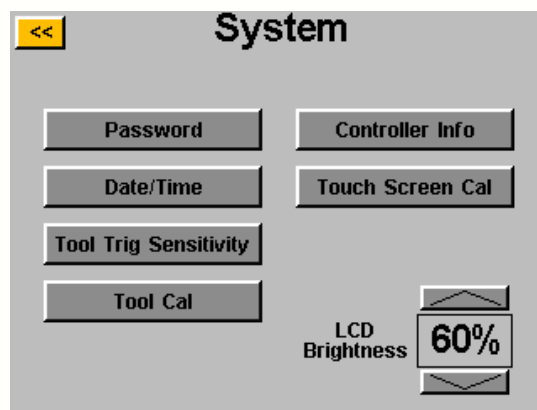 <<
System
Password
Controller Info
Date/Time
Touch Screen Cal
Tool Trig Sensitivity
Tool Cal
LCD
Brightness
60%